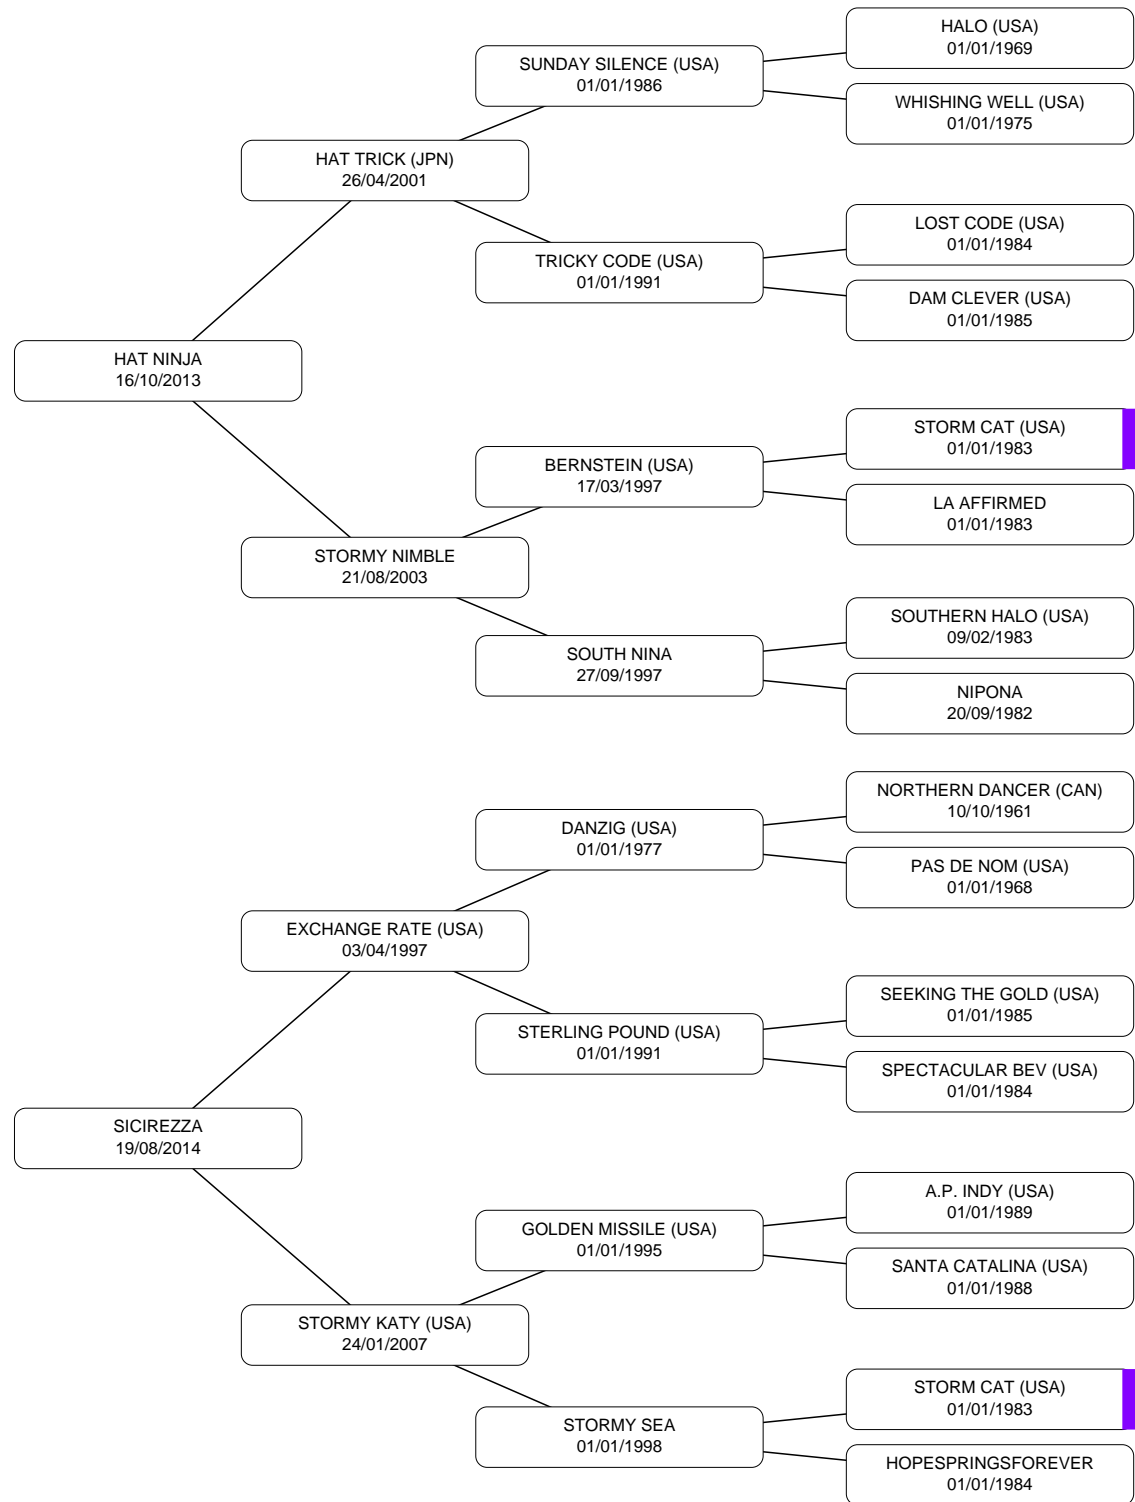 HALO (USA)
01/01/1969
SUNDAY SILENCE (USA)
01/01/1986
WHISHING WELL (USA)
01/01/1975
HAT TRICK (JPN)
26/04/2001
LOST CODE (USA)
01/01/1984
TRICKY CODE (USA)
01/01/1991
DAM CLEVER (USA)
01/01/1985
HAT NINJA
16/10/2013
STORM CAT (USA)
01/01/1983
BERNSTEIN (USA)
17/03/1997
LA AFFIRMED
01/01/1983
STORMY NIMBLE
21/08/2003
SOUTHERN HALO (USA)
09/02/1983
SOUTH NINA
27/09/1997
NIPONA
20/09/1982
NORTHERN DANCER (CAN)
10/10/1961
DANZIG (USA)
01/01/1977
PAS DE NOM (USA)
01/01/1968
EXCHANGE RATE (USA)
03/04/1997
SEEKING THE GOLD (USA)
01/01/1985
STERLING POUND (USA)
01/01/1991
SPECTACULAR BEV (USA)
01/01/1984
SICIREZZA
19/08/2014
A.P. INDY (USA)
01/01/1989
GOLDEN MISSILE (USA)
01/01/1995
SANTA CATALINA (USA)
01/01/1988
STORMY KATY (USA)
24/01/2007
STORM CAT (USA)
01/01/1983
STORMY SEA
01/01/1998
HOPESPRINGSFOREVER
01/01/1984